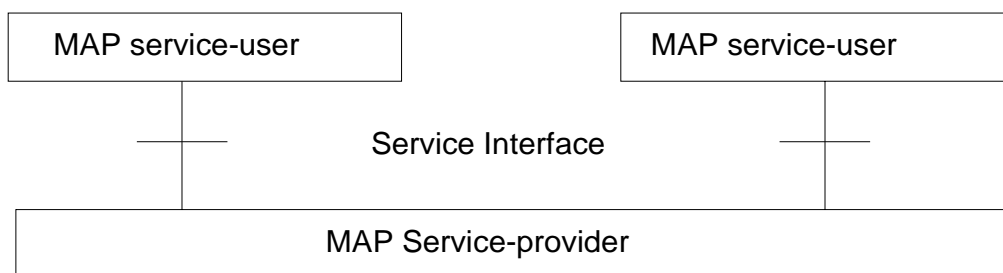 MAP service-user
MAP service-user
Service Interface
MAP Service-provider